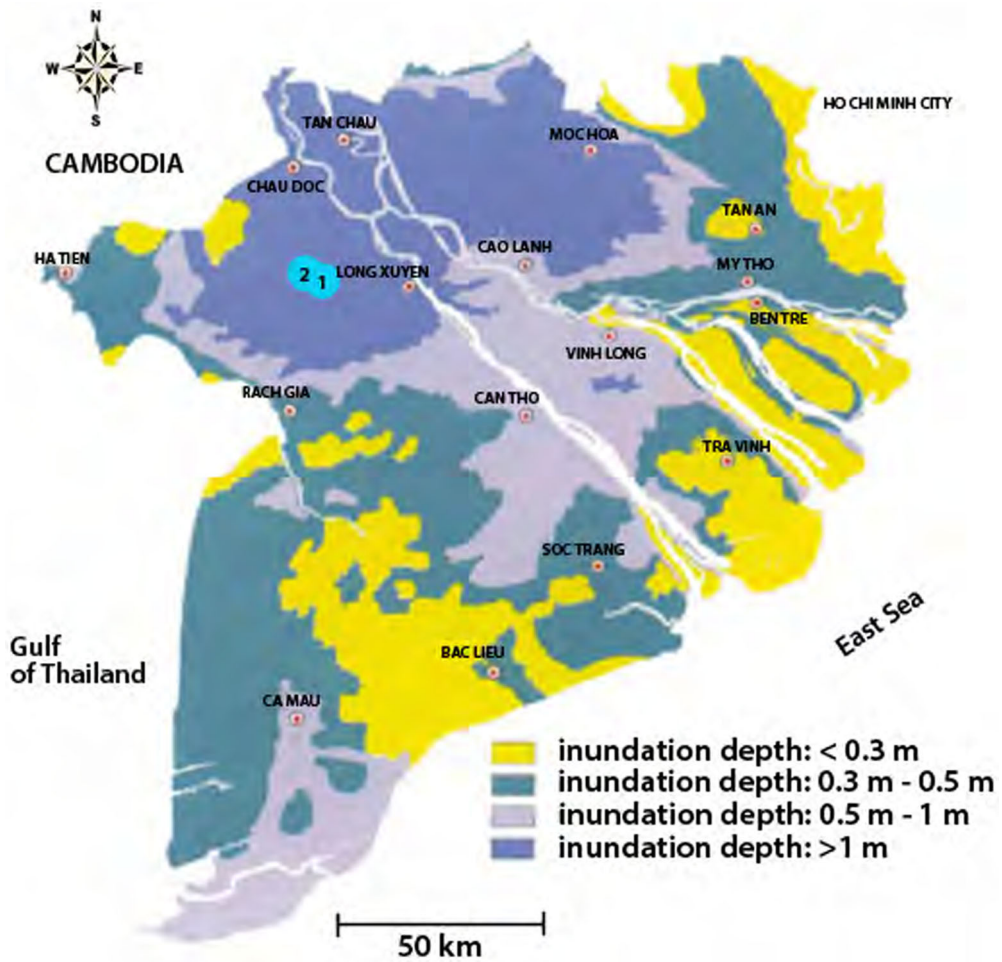 N
W E
S
HO CHI MINH CITY
TAN CHAU
MOC HOA
CAMBODIA
CHAU DOC
TAN AN
CAO LANH
HA TIEN
MY THO
2 1 LONG XUYEN
BEN TRE
VINH LONG
RACH GIA
CAN THO
TRA VINH
SOC TRANG
East Sea
Gulf
of Thailand
BAC LIEU
CA MAU
inundation depth: < 0.3 m
inundation depth: 0.3 m - 0.5 m
inundation depth: 0.5 m - 1 m
inundation depth: >1 m
50 km